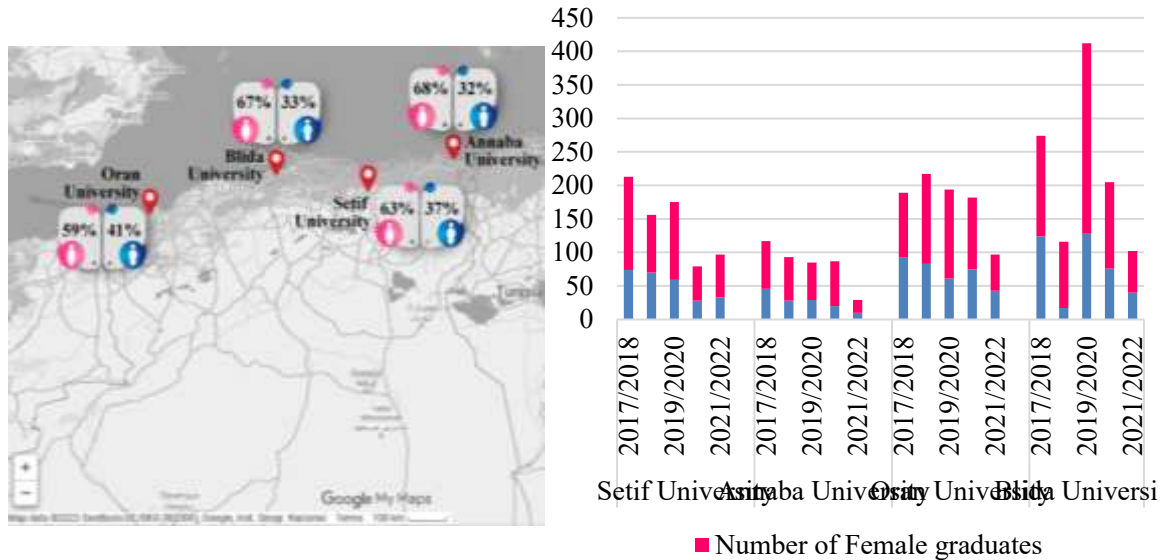 67% 33%
68% 32%
Annaba
University
Blida
University
Oran
University
Setif
University
63% 37%
59% 41%
+
−
Google My Maps
Terms
450
400
350
300
250
200
150
100
50
0
2017/2018
2019/2020
2021/2022
2017/2018
2019/2020
2021/2022
2017/2018
2019/2020
2021/2022
2017/2018
2019/2020
2021/2022
Setif University
Annaba University
Oran University
Blida Universi
Number of Female graduates